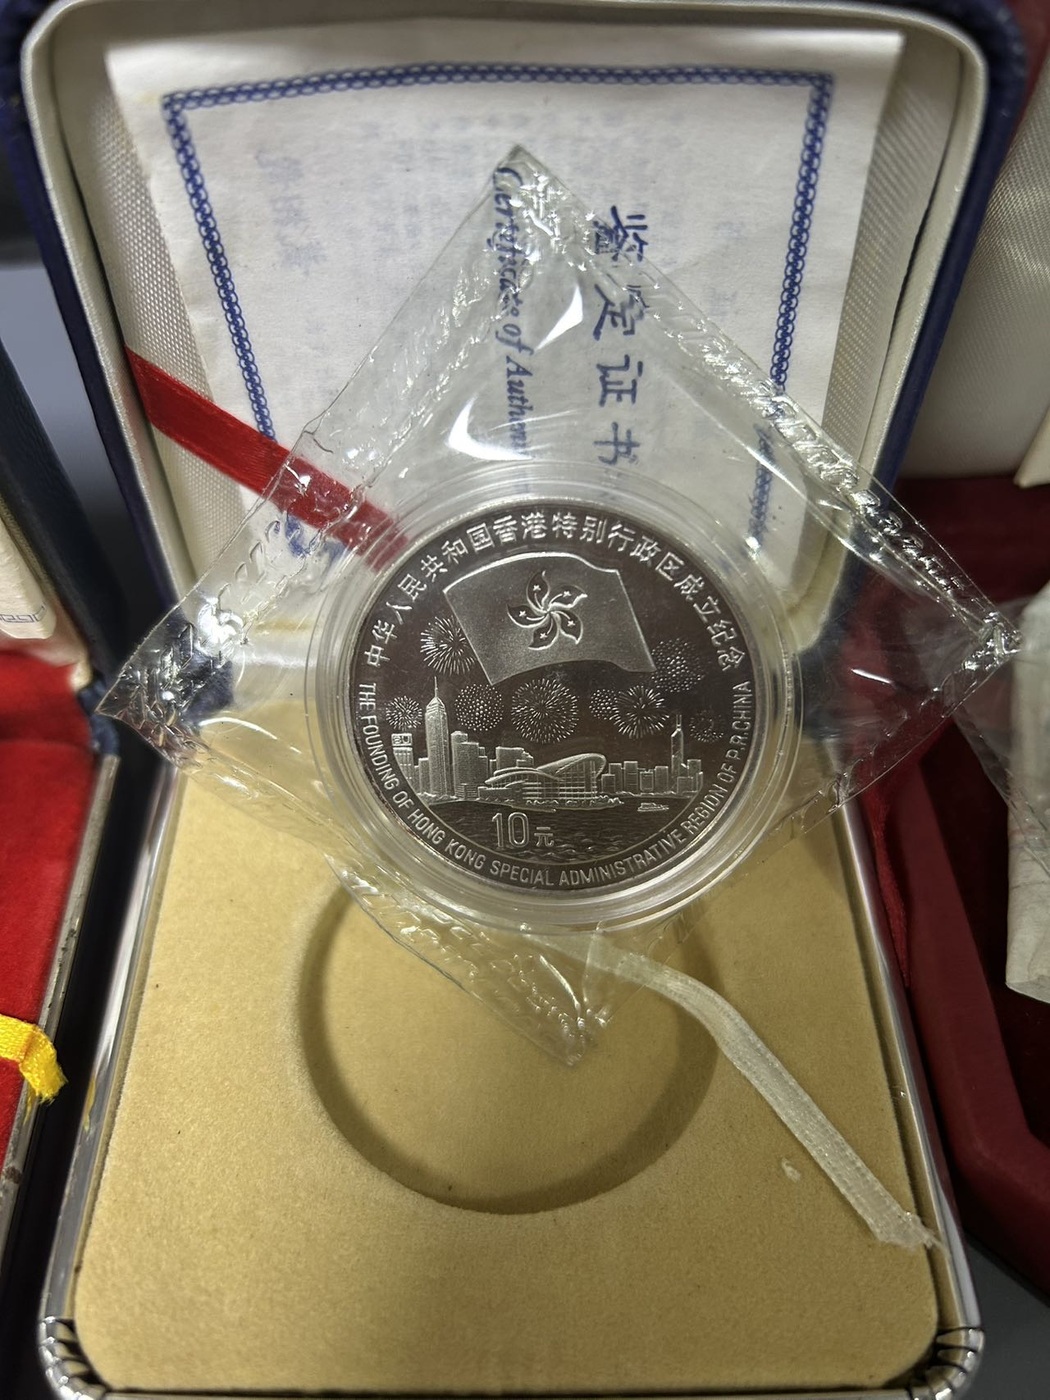 鉴定证书
Certificate of Authen
中华人民共和国香港特别行政区成立纪念
10元
THE FOUNDING OF HONG KONG SPECIAL ADMINISTRATIVE REGION OF P.R.CHINA